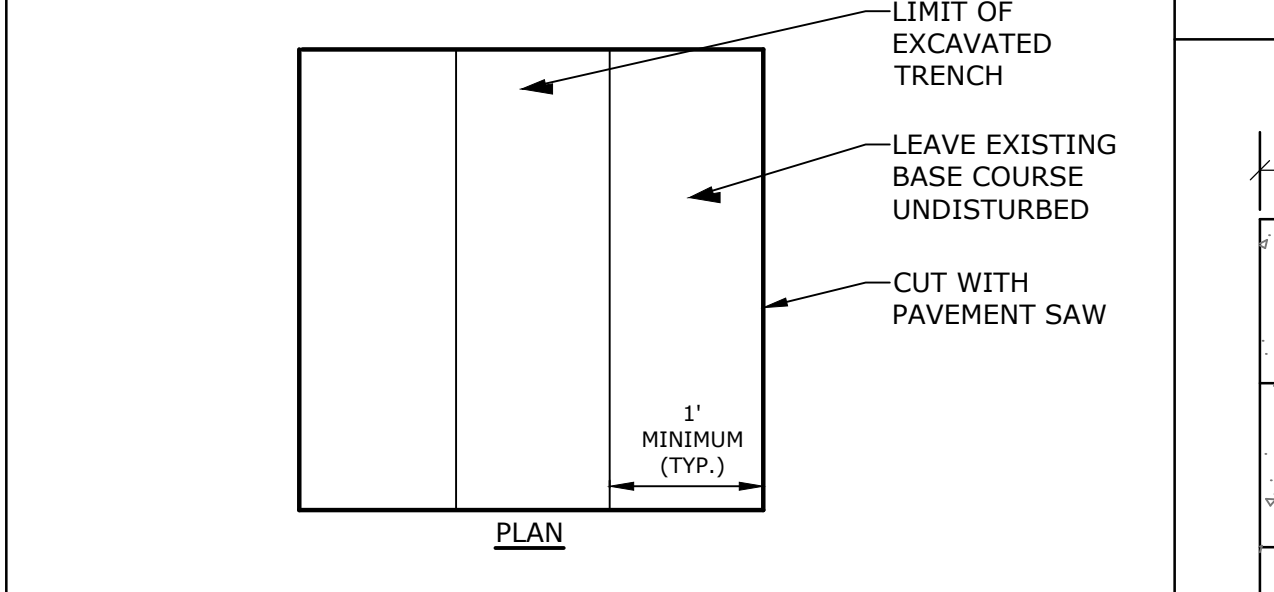 LIMIT OF
EXCAVATED
TRENCH
LEAVE EXISTING
BASE COURSE
UNDISTURBED
CUT WITH
PAVEMENT SAW
1'
MINIMUM
(TYP.)
PLAN